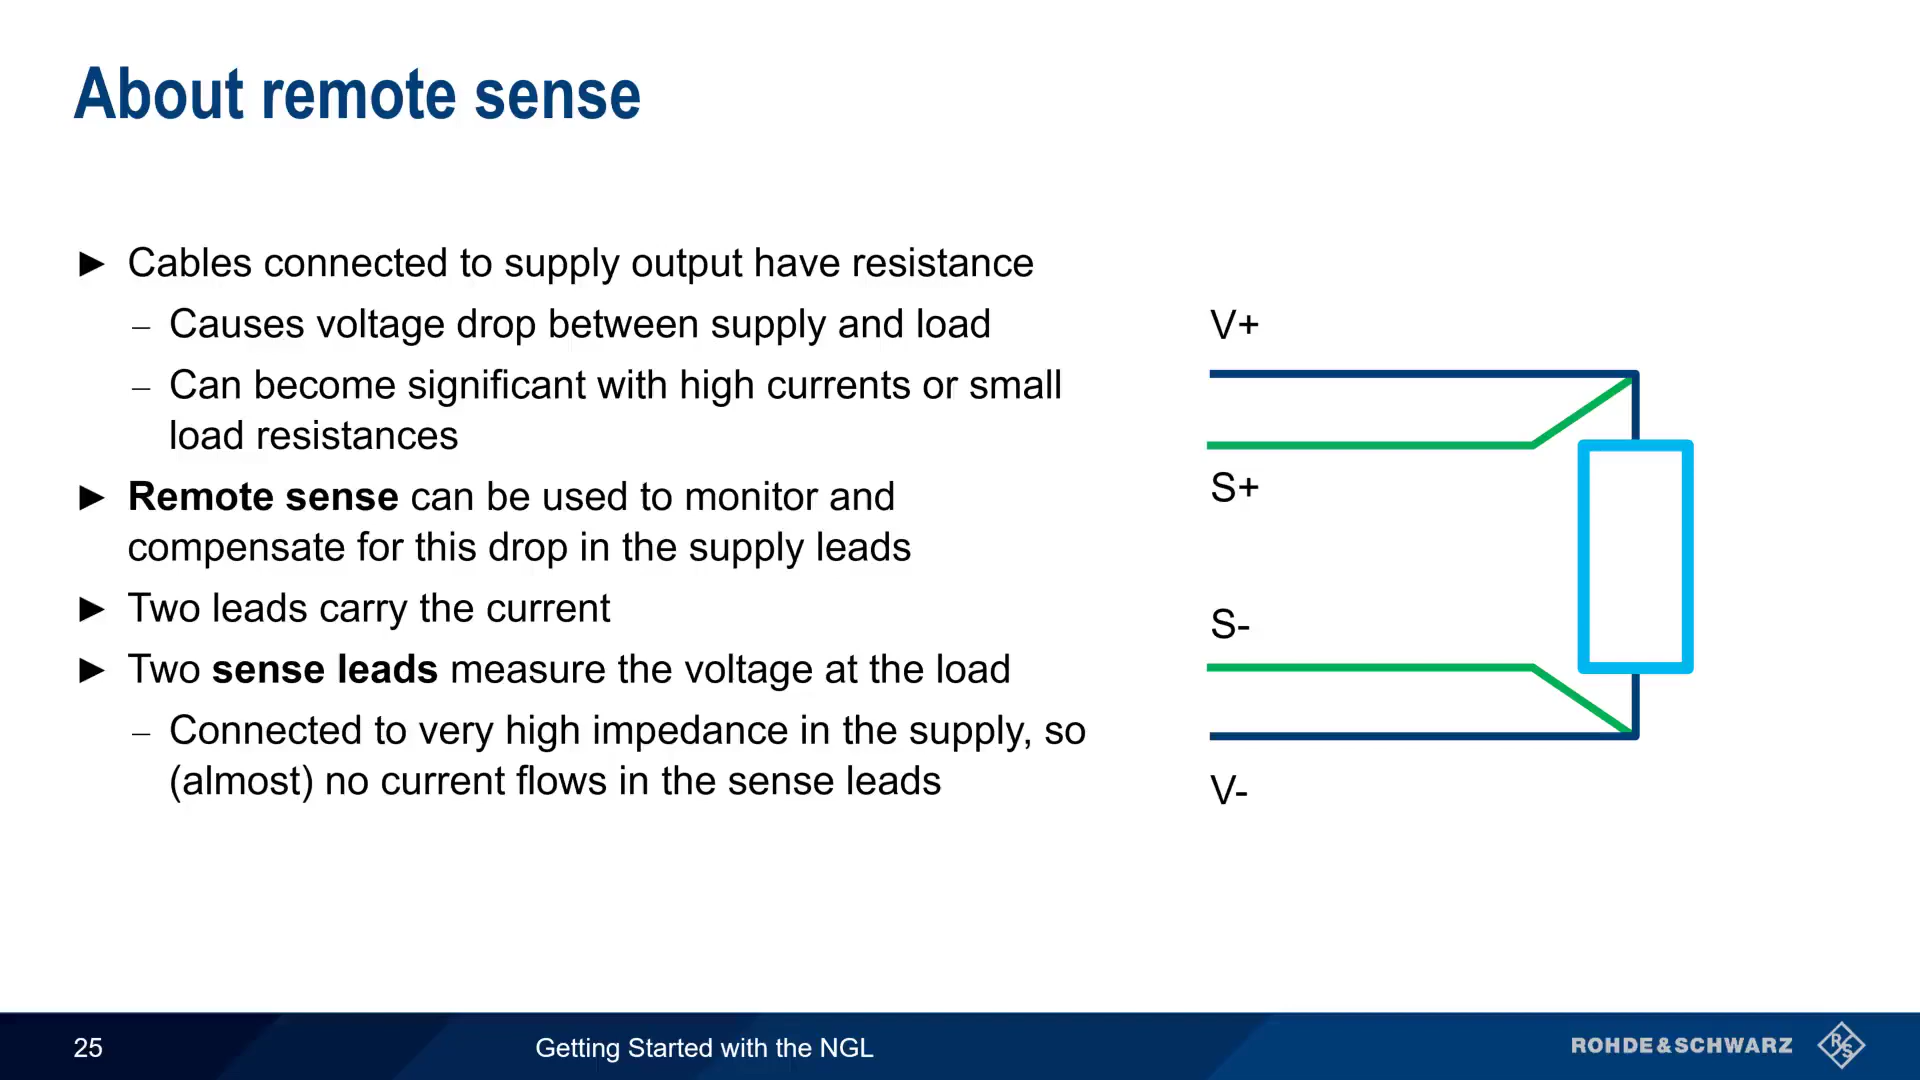 About remote sense
► Cables connected to supply output have resistance
– Causes voltage drop between supply and load
– Can become significant with high currents or small
load resistances
► Remote sense can be used to monitor and
compensate for this drop in the supply leads
► Two leads carry the current
► Two sense leads measure the voltage at the load
– Connected to very high impedance in the supply, so
(almost) no current flows in the sense leads
V+
S+
S-
V-
25
Getting Started with the NGL
ROHDE&SCHWARZ
R S